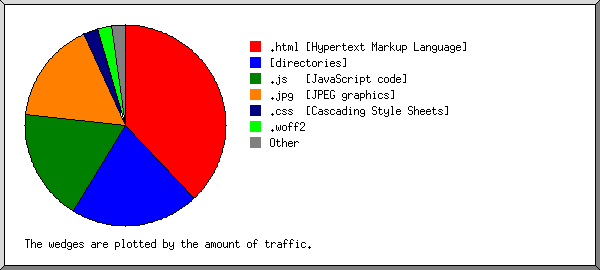 .html [Hypertext Markup Language]
[directories]
.js   [JavaScript code]
.jpg  [JPEG graphics]
.css  [Cascading Style Sheets]
.woff2
Other
The wedges are plotted by the amount of traffic.